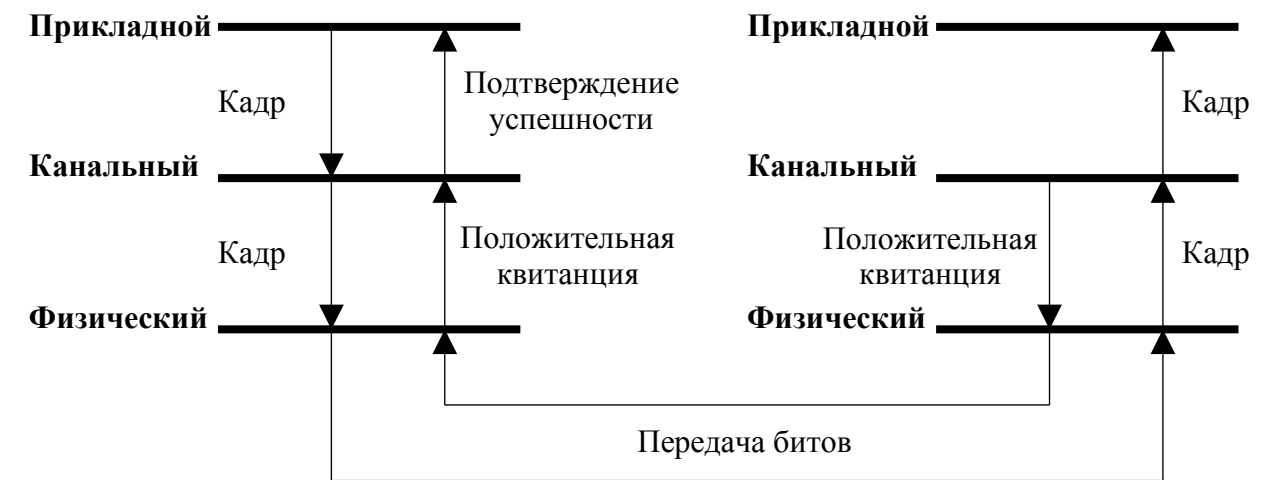 Прикладной
Прикладной
Кадр
Подтверждение
успешности
Кадр
Канальный
Канальный
Кадр
Положительная
квитанция
Положительная
квитанция
Кадр
Физический
Физический
Передача битов